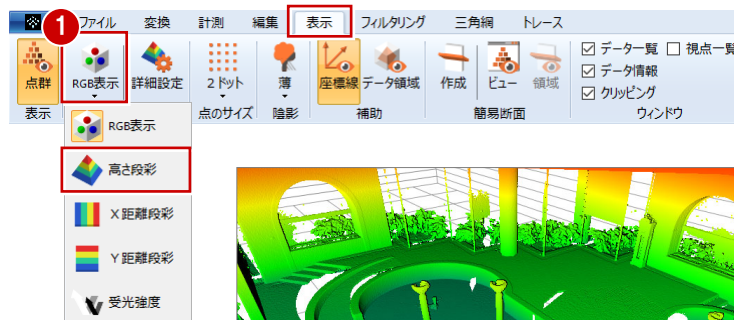 1 ファイル 変換 計測 編集 表示 フィルタリング 三角網 トレース
点群 RGB表示 詳細設定 2ドット 薄 座標線 データ領域 作成 ビュー 領域
☑ データ一覧 ☐ 視点一覧
☑ データ情報
☑ クリッピング
表示 点のサイズ 陰影 補助 簡易断面 ウィンドウ
RGB表示
高さ段彩
X距離段彩
Y距離段彩
受光強度